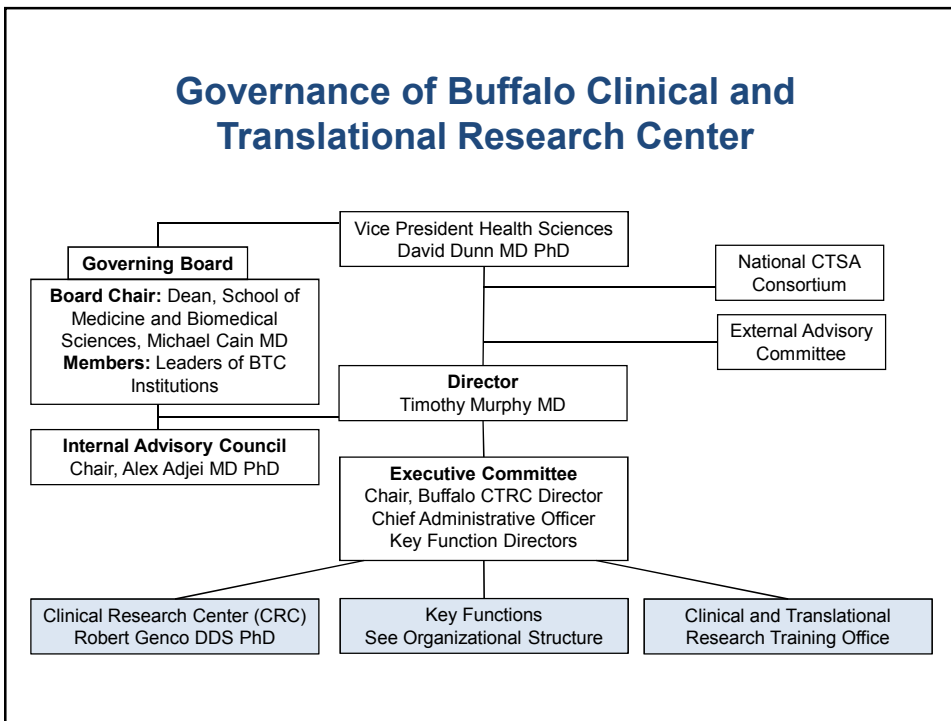 Governance of Buffalo Clinical and
Translational Research Center
Vice President Health Sciences
David Dunn MD PhD
Governing Board
Board Chair: Dean, School of
Medicine and Biomedical
Sciences, Michael Cain MD
Members: Leaders of BTC
Institutions
National CTSA
Consortium
External Advisory
Committee
Director
Timothy Murphy MD
Internal Advisory Council
Chair, Alex Adjei MD PhD
Executive Committee
Chair, Buffalo CTRC Director
Chief Administrative Officer
Key Function Directors
Clinical Research Center (CRC)
Robert Genco DDS PhD
Key Functions
See Organizational Structure
Clinical and Translational
Research Training Office